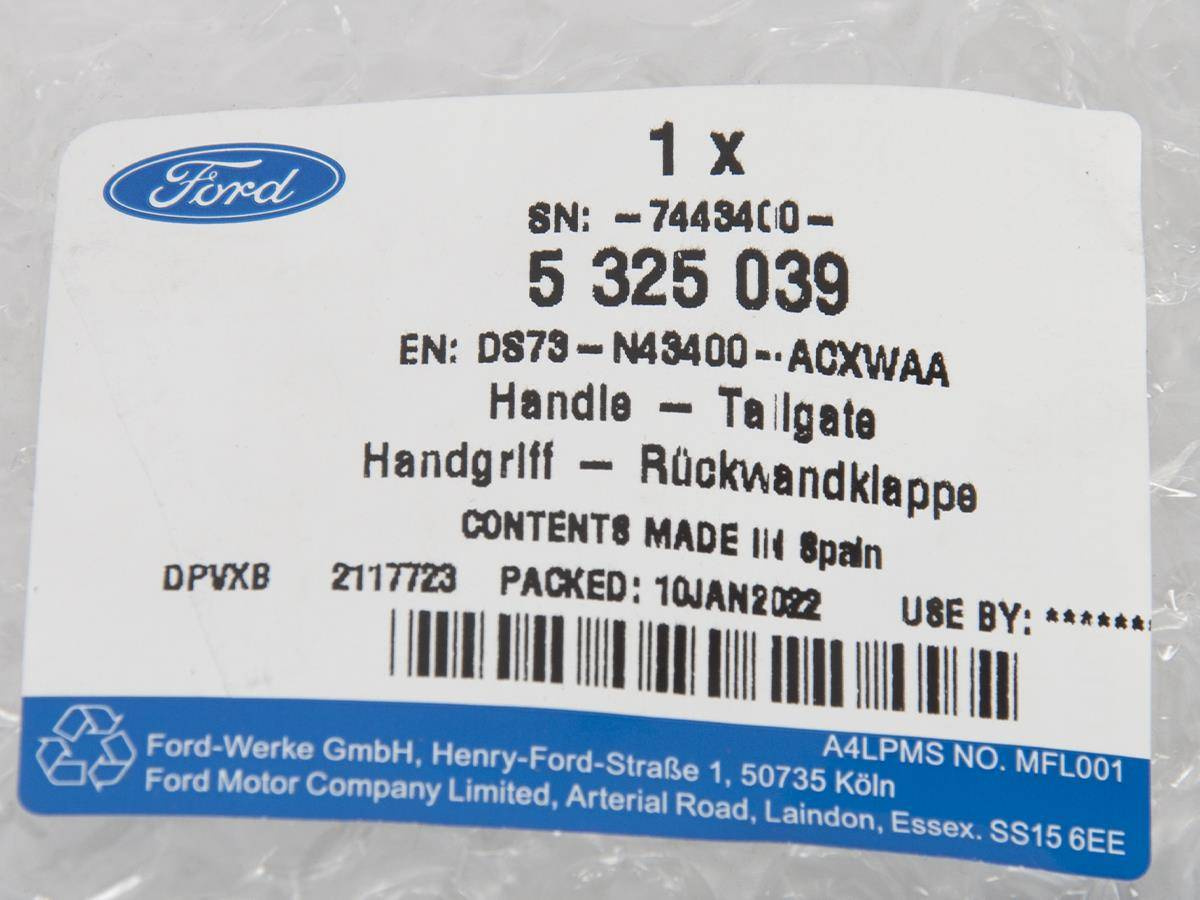 Ford
1 x
SN: -7443400-
5 325 039
EN: DS73-N43400-ACXWAA
Handle - Tailgate
Handgriff - Rückwandklappe
CONTENTS MADE IN Spain
DPVXB 2117723 PACKED: 10JAN2022 USE BY: *******
A4LPMS NO. MFL001
Ford-Werke GmbH, Henry-Ford-Straße 1, 50735 Köln
Ford Motor Company Limited, Arterial Road, Laindon, Essex. SS15 6EE